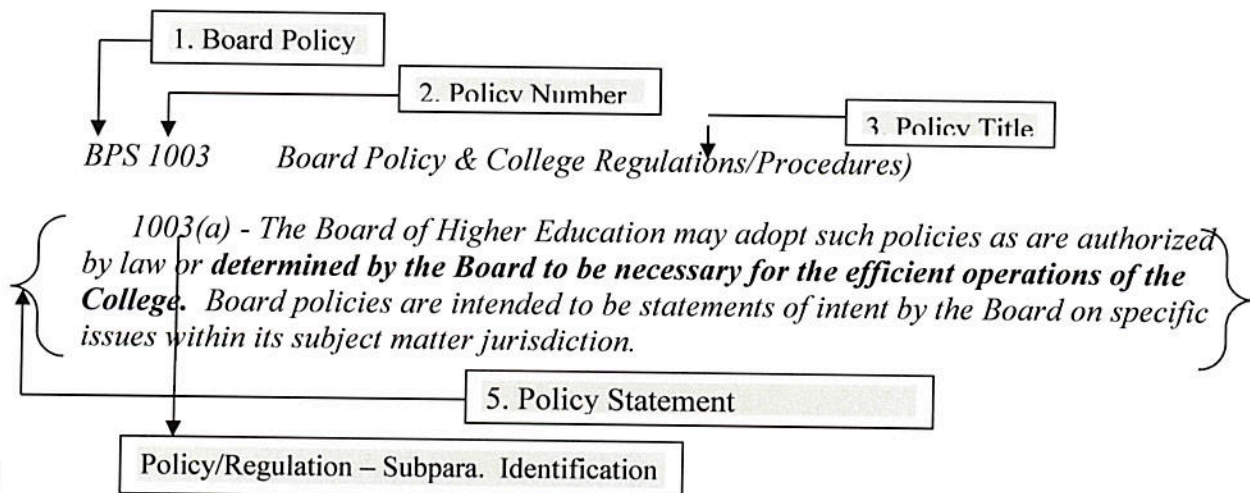 1. Board Policy
2. Policy Number
3. Policy Title
BPS 1003 Board Policy & College Regulations/Procedures)
1003(a) - The Board of Higher Education may adopt such policies as are authorized
by law or determined by the Board to be necessary for the efficient operations of the
College. Board policies are intended to be statements of intent by the Board on specific
issues within its subject matter jurisdiction.
5. Policy Statement
Policy/Regulation – Subpara. Identification